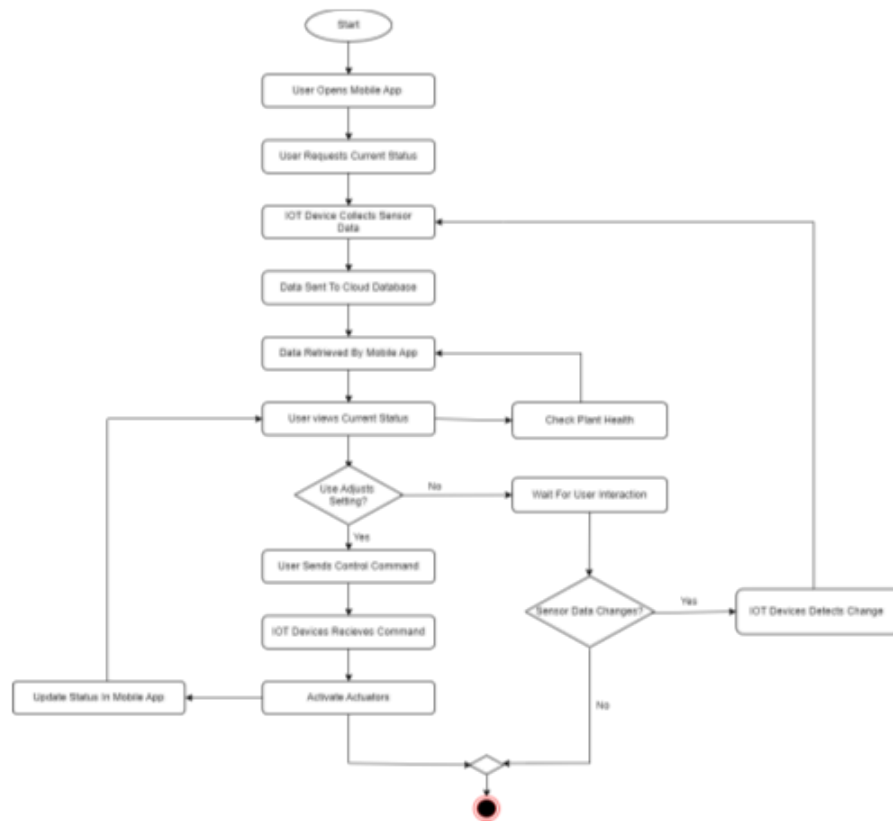 Start
User Opens Mobile App
User Requests Current Status
IOT Device Collects Sensor
Data
Data Sent To Cloud Database
Data Retrieved By Mobile App
User views Current Status
Check Plant Health
Use Adjusts
Setting?
No
Wait For User Interaction
Yes
User Sends Control Command
Sensor Data Changes?
Yes
IOT Devices Detects Change
IOT Devices Recieves Command
Update Status In Mobile App
Activate Actuators
No